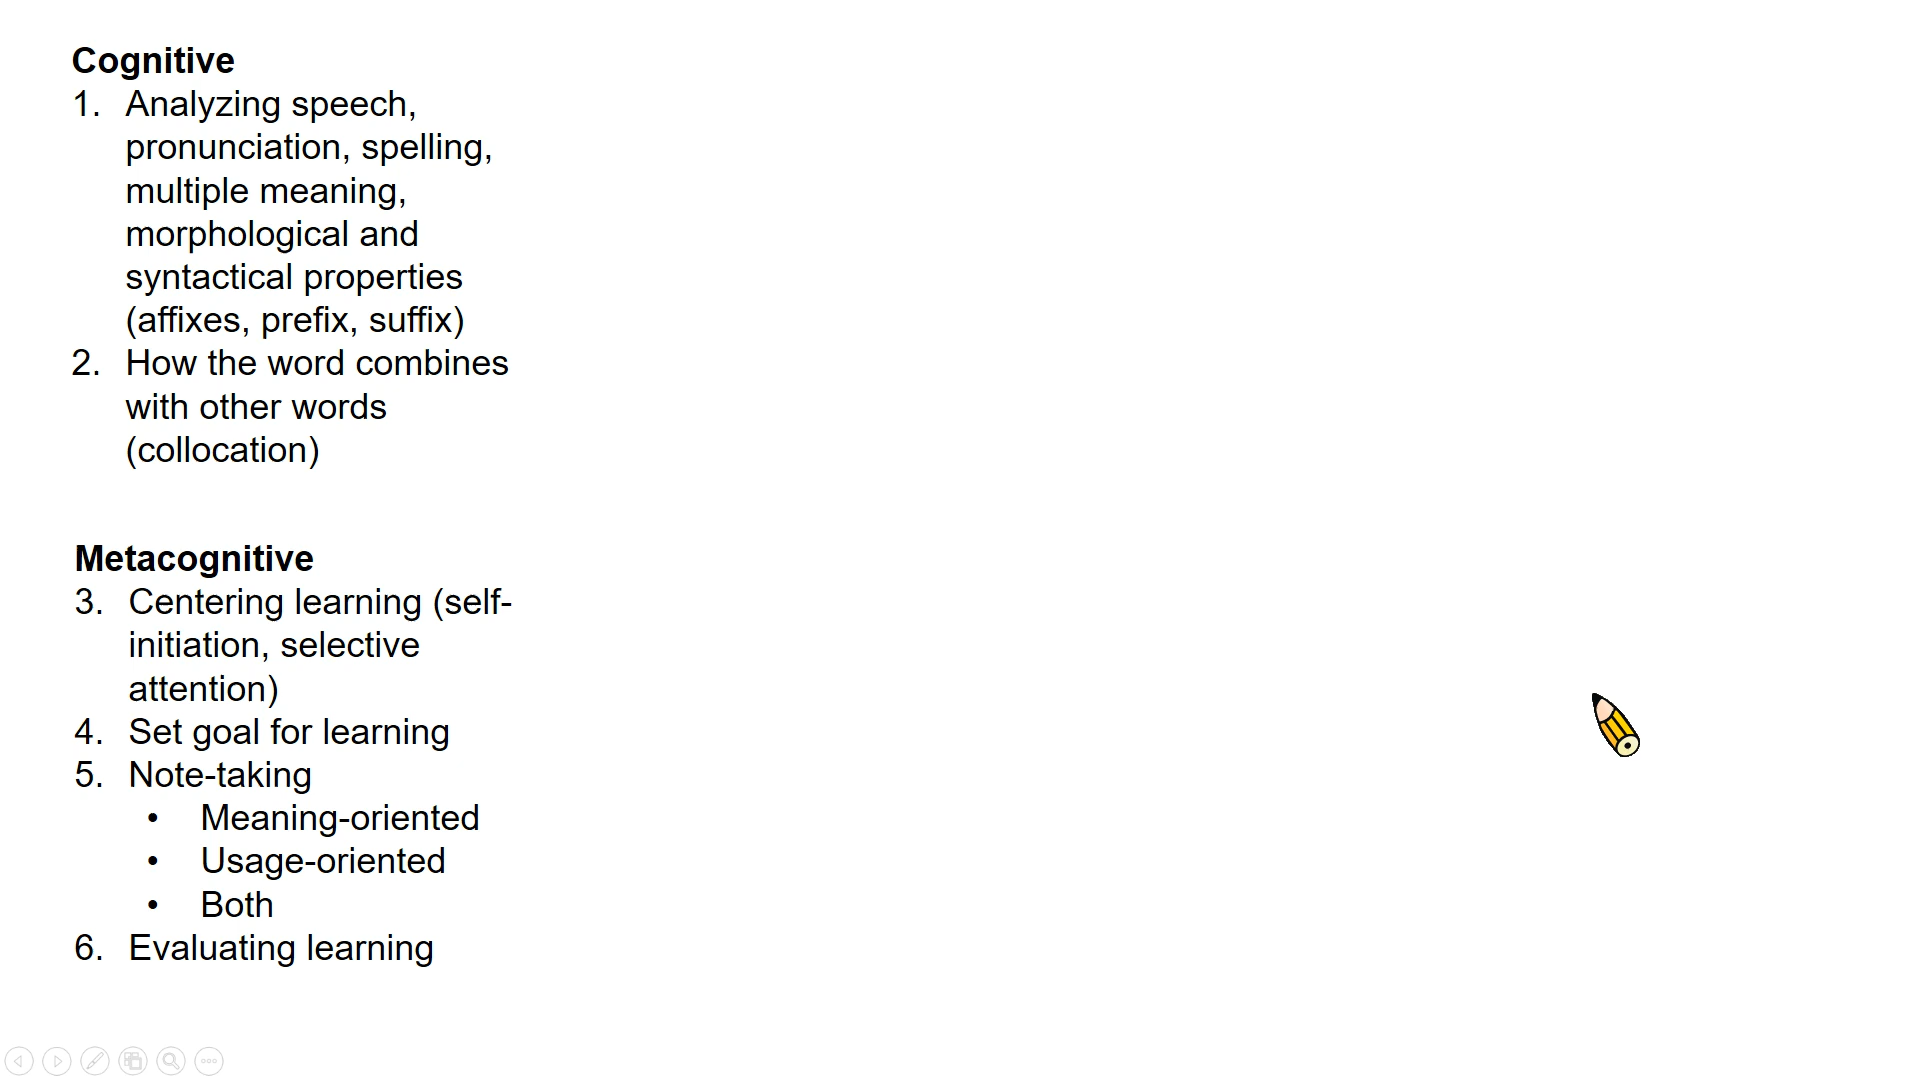 Cognitive
1. Analyzing speech,
pronunciation, spelling,
multiple meaning,
morphological and
syntactical properties
(affixes, prefix, suffix)
2. How the word combines
with other words
(collocation)
Metacognitive
3. Centering learning (self-
initiation, selective
attention)
4. Set goal for learning
5. Note-taking
• Meaning-oriented
• Usage-oriented
• Both
6. Evaluating learning